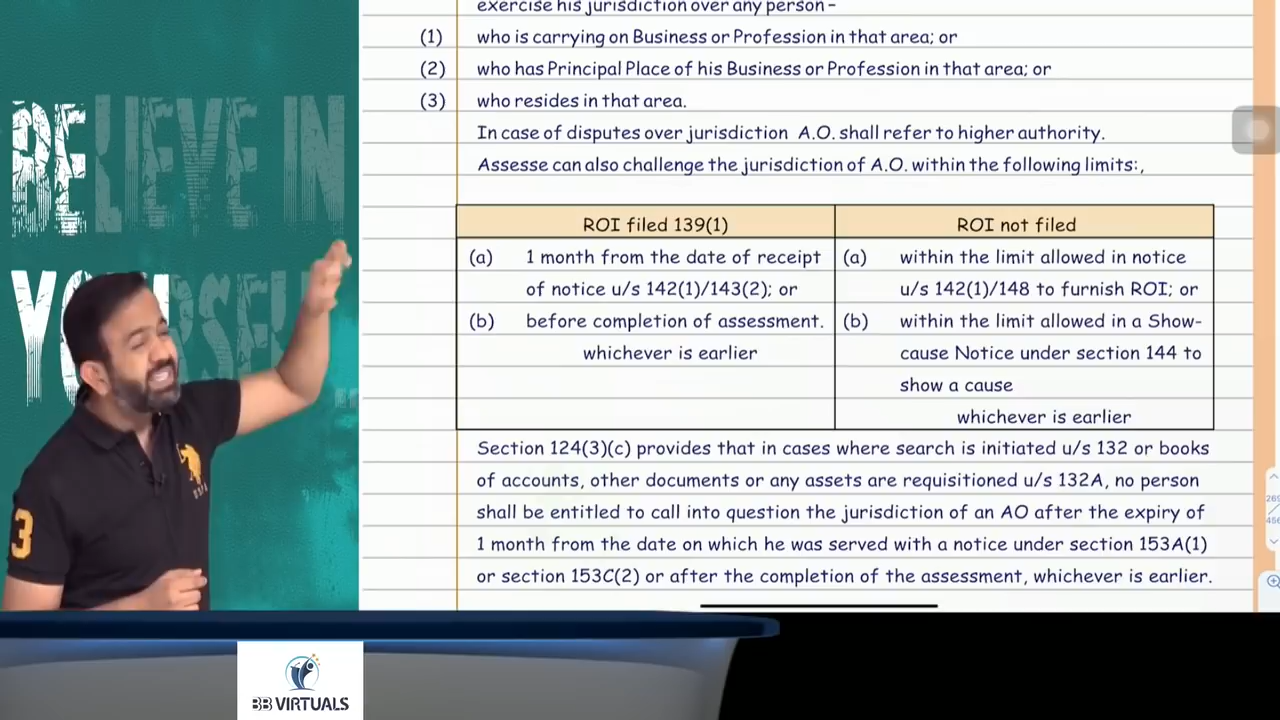 exercise his jurisdiction over any person –
(1) who is carrying on Business or Profession in that area; or
(2) who has Principal Place of his Business or Profession in that area; or
(3) who resides in that area.
In case of disputes over jurisdiction A.O. shall refer to higher authority.
Assesse can also challenge the jurisdiction of A.O. within the following limits:,
ROI filed 139(1)
(a) 1 month from the date of receipt
of notice u/s 142(1)/143(2); or
(b) before completion of assessment.
whichever is earlier
ROI not filed
(a) within the limit allowed in notice
u/s 142(1)/148 to furnish ROI; or
(b) within the limit allowed in a Show-
cause Notice under section 144 to
show a cause
whichever is earlier
Section 124(3)(c) provides that in cases where search is initiated u/s 132 or books
of accounts, other documents or any assets are requisitioned u/s 132A, no person
shall be entitled to call into question the jurisdiction of an AO after the expiry of
1 month from the date on which he was served with a notice under section 153A(1)
or section 153C(2) or after the completion of the assessment, whichever is earlier.
BELIEVE IN
3
BB VIRTUALS